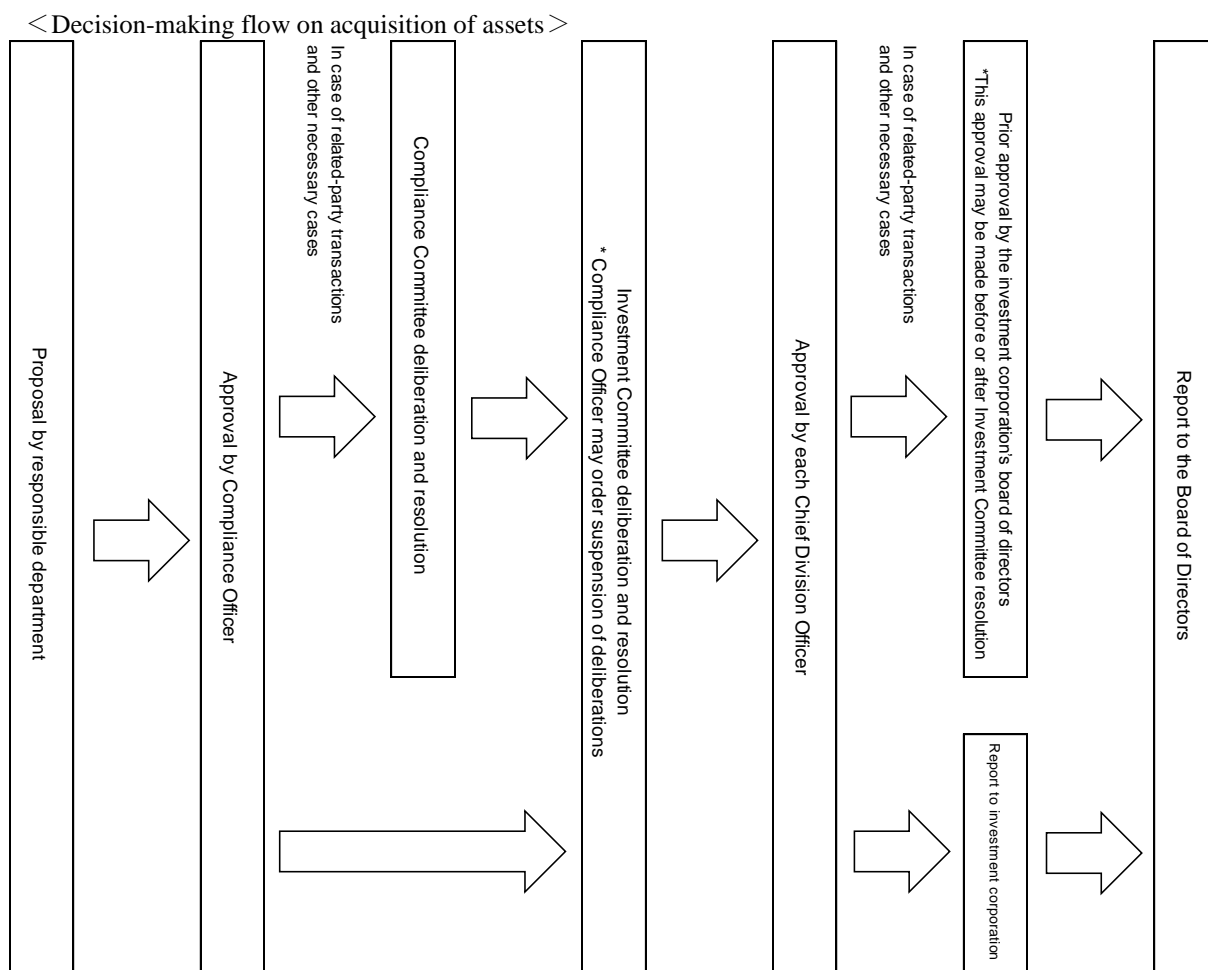 ＜Decision-making flow on acquisition of assets＞
Proposal by responsible department
Approval by Compliance Officer
In case of related-party transactions
and other necessary cases
Compliance Committee deliberation and resolution
Investment Committee deliberation and resolution
* Compliance Officer may order suspension of deliberations
Approval by each Chief Division Officer
In case of related-party transactions
and other necessary cases
Prior approval by the investment corporation's board of directors
*This approval may be made before or after Investment Committee resolution
Report to investment corporation
Report to the Board of Directors